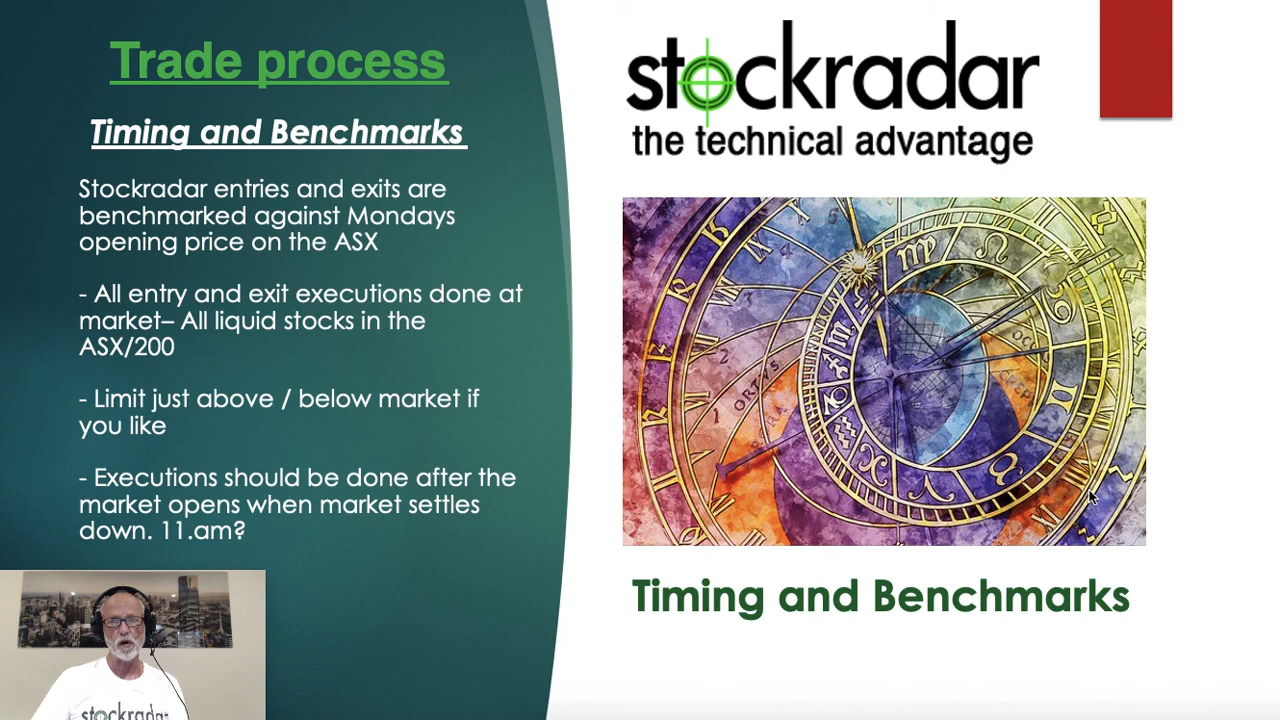 Trade process
Timing and Benchmarks
Stockradar entries and exits are
benchmarked against Mondays
opening price on the ASX
- All entry and exit executions done at
market– All liquid stocks in the
ASX/200
- Limit just above / below market if
you like
- Executions should be done after the
market opens when market settles
down. 11.am?
stockradar
the technical advantage
Timing and Benchmarks
stockradar